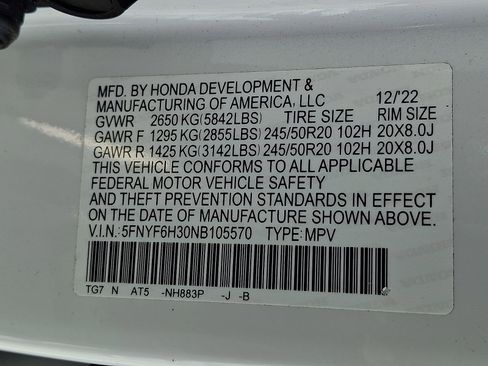 MFD. BY HONDA DEVELOPMENT &
MANUFACTURING OF AMERICA, LLC 12/'22
GVWR 2650 KG(5842LBS) TIRE SIZE RIM SIZE
GAWR F 1295 KG(2855LBS) 245/50R20 102H 20X8.0J
GAWR R 1425 KG(3142LBS) 245/50R20 102H 20X8.0J
THIS VEHICLE CONFORMS TO ALL APPLICABLE
FEDERAL MOTOR VEHICLE SAFETY
AND THEFT PREVENTION STANDARDS IN EFFECT
ON THE DATE OF MANUFACTURE SHOWN ABOVE.
V.I.N.: 5FNYF6H30NB105570 TYPE: MPV
TG7 N AT5 -NH883P -J -B